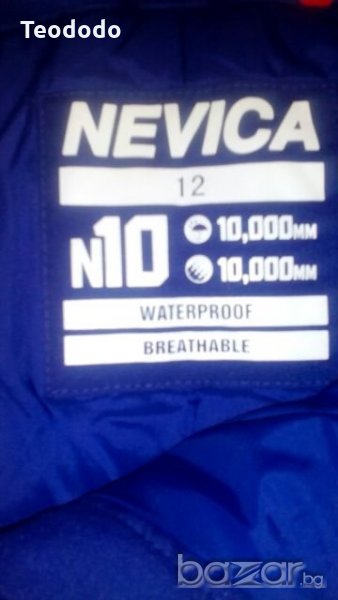 Teododo
NEVICA
12
N10 10,000MM
10,000MM
WATERPROOF
BREATHABLE
bazar.bg